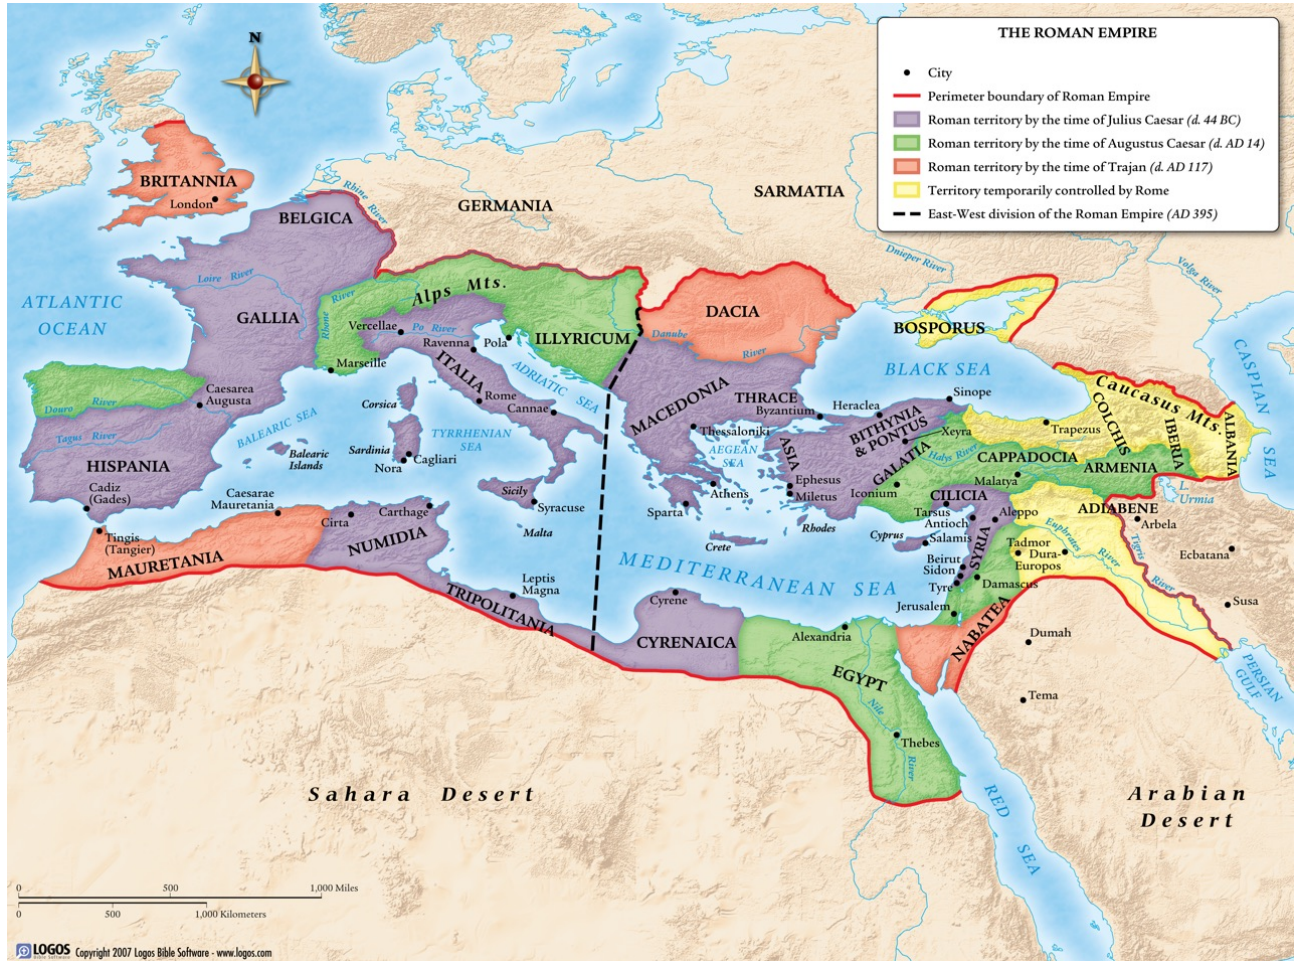 N
THE ROMAN EMPIRE
City
Perimeter boundary of Roman Empire
Roman territory by the time of Julius Caesar (d. 44 BC)
Roman territory by the time of Augustus Caesar (d. AD 14)
Roman territory by the time of Trajan (d. AD 117)
Territory temporarily controlled by Rome
East-West division of the Roman Empire (AD 395)
BRITANNIA
London
BELGICA
Rhine River
GERMANIA
SARMATIA
Dnieper River
Volga River
ATLANTIC
OCEAN
Loire River
GALLIA
Rhone
River
Alps Mts.
Vercellae
Po River
Ravenna
Pola
ILLYRICUM
DACIA
Danube
River
BOSPORUS
BLACK SEA
CASPIAN
SEA
Caucasus Mts.
COLCHIS
IBERIA
ALBANIA
Marseille
ITALIA
ADRIATIC SEA
Corsica
Rome
Cannae
MACEDONIA
THRACE
Byzantium
Heraclea
Sinope
BITHYNIA
& PONTUS
Xeyra
Trapezus
Caesarea
Augusta
Douro River
Tagus River
BALEARIC SEA
Balearic
Islands
Sardinia
Nora
Cagliari
TYRRHENIAN
SEA
Thessaloniki
AEGEAN
SEA
ASIA
GALATIA
Halys River
CAPPADOCIA
ARMENIA
Malatya
HISPANIA
Cadiz
(Gades)
Caesarae
Mauretania
Carthage
Cirta
Sicily
Syracuse
Malta
Sparta
Athens
Ephesus
Miletus
Iconium
Rhodes
Crete
CILICIA
Tarsus
Antioch
Aleppo
Cyprus
Salamis
SYRIA
L.
Urmia
ADIABENE
Arbela
Ecbatana
Tingis
(Tangier)
MAURETANIA
NUMIDIA
Tadmor
Dura-
Europos
Euphrates
River
Tigris
River
Beirut
Sidon
Tyre
Damascus
Jerusalem
Susa
MEDITERRANEAN SEA
Leptis
Magna
TRIPOLITANIA
Cyrene
CYRENAICA
Alexandria
EGYPT
NABATEA
Dumah
Tema
PERSIAN
GULF
Nile
River
Thebes
RED
SEA
Sahara Desert
Arabian
Desert
0 500 1,000 Miles
0 500 1,000 Kilometers
LOGOS
Bible Software
Copyright 2007 Logos Bible Software - www.logos.com